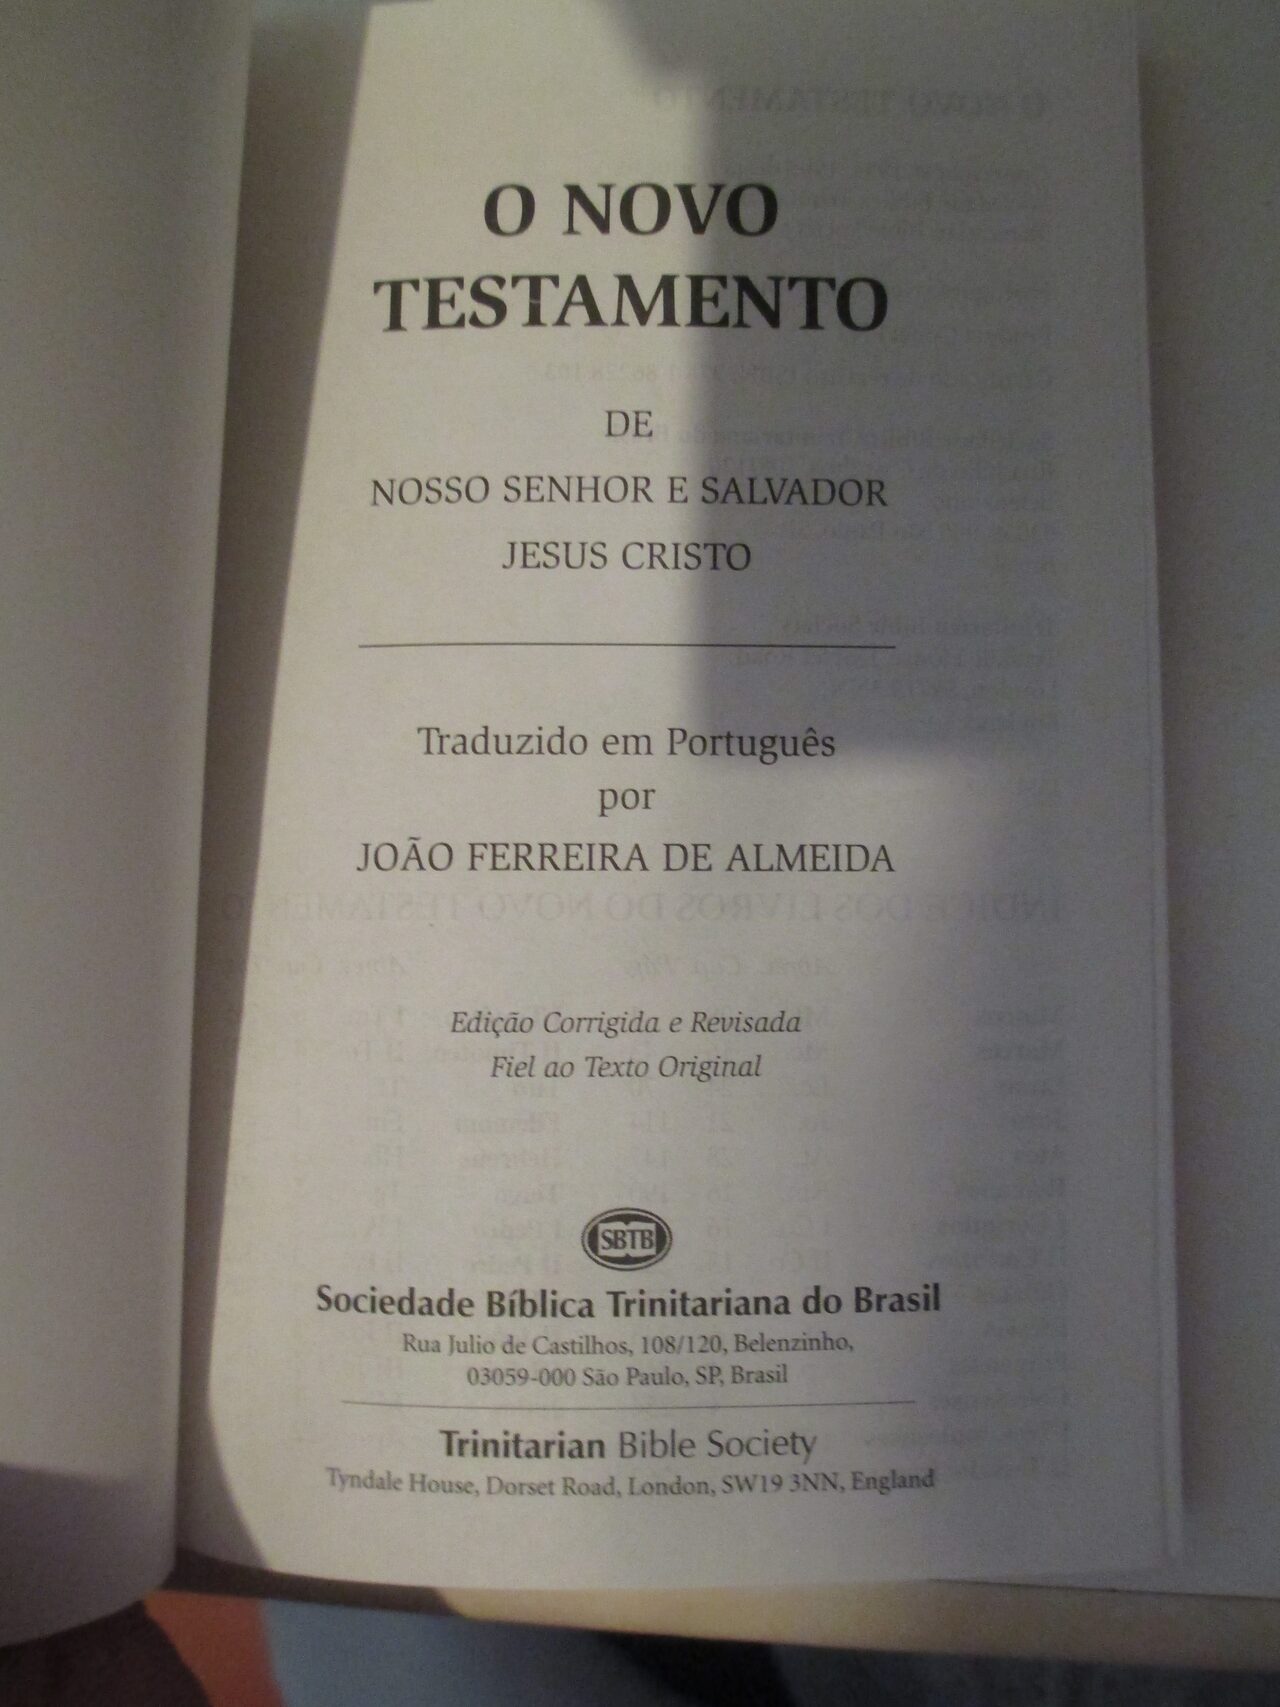 O NOVO
TESTAMENTO
DE
NOSSO SENHOR E SALVADOR
JESUS CRISTO
Traduzido em Português
por
JOÃO FERREIRA DE ALMEIDA
Edição Corrigida e Revisada
Fiel ao Texto Original
SBTB
Sociedade Bíblica Trinitariana do Brasil
Rua Julio de Castilhos, 108/120, Belenzinho,
03059-000 São Paulo, SP, Brasil
Trinitarian Bible Society
Tyndale House, Dorset Road, London, SW19 3NN, England